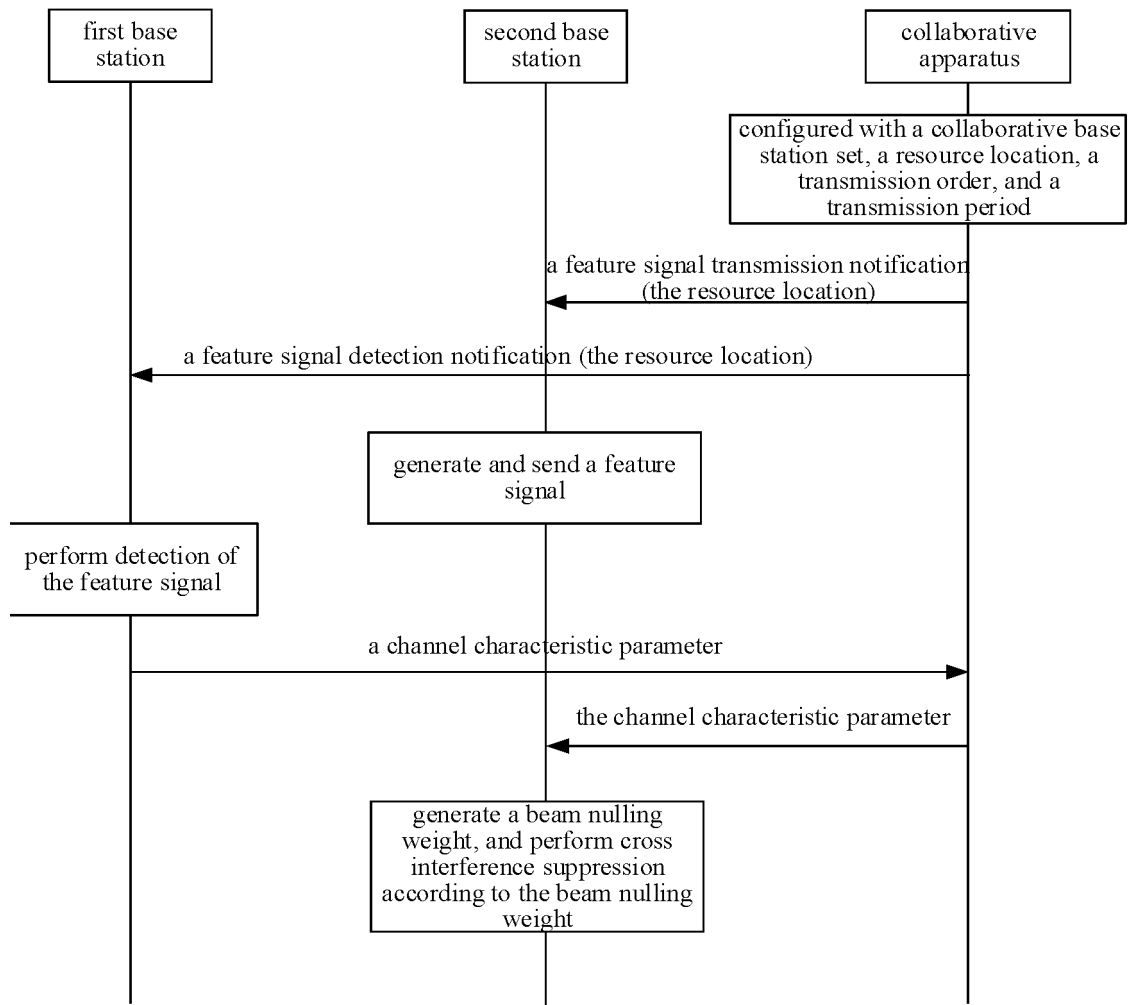 first base
station
second base
station
collaborative
apparatus
configured with a collaborative base
station set, a resource location, a
transmission order, and a
transmission period
a feature signal transmission notification
(the resource location)
a feature signal detection notification (the resource location)
generate and send a feature
signal
perform detection of
the feature signal
a channel characteristic parameter
the channel characteristic parameter
generate a beam nulling
weight, and perform cross
interference suppression
according to the beam nulling
weight